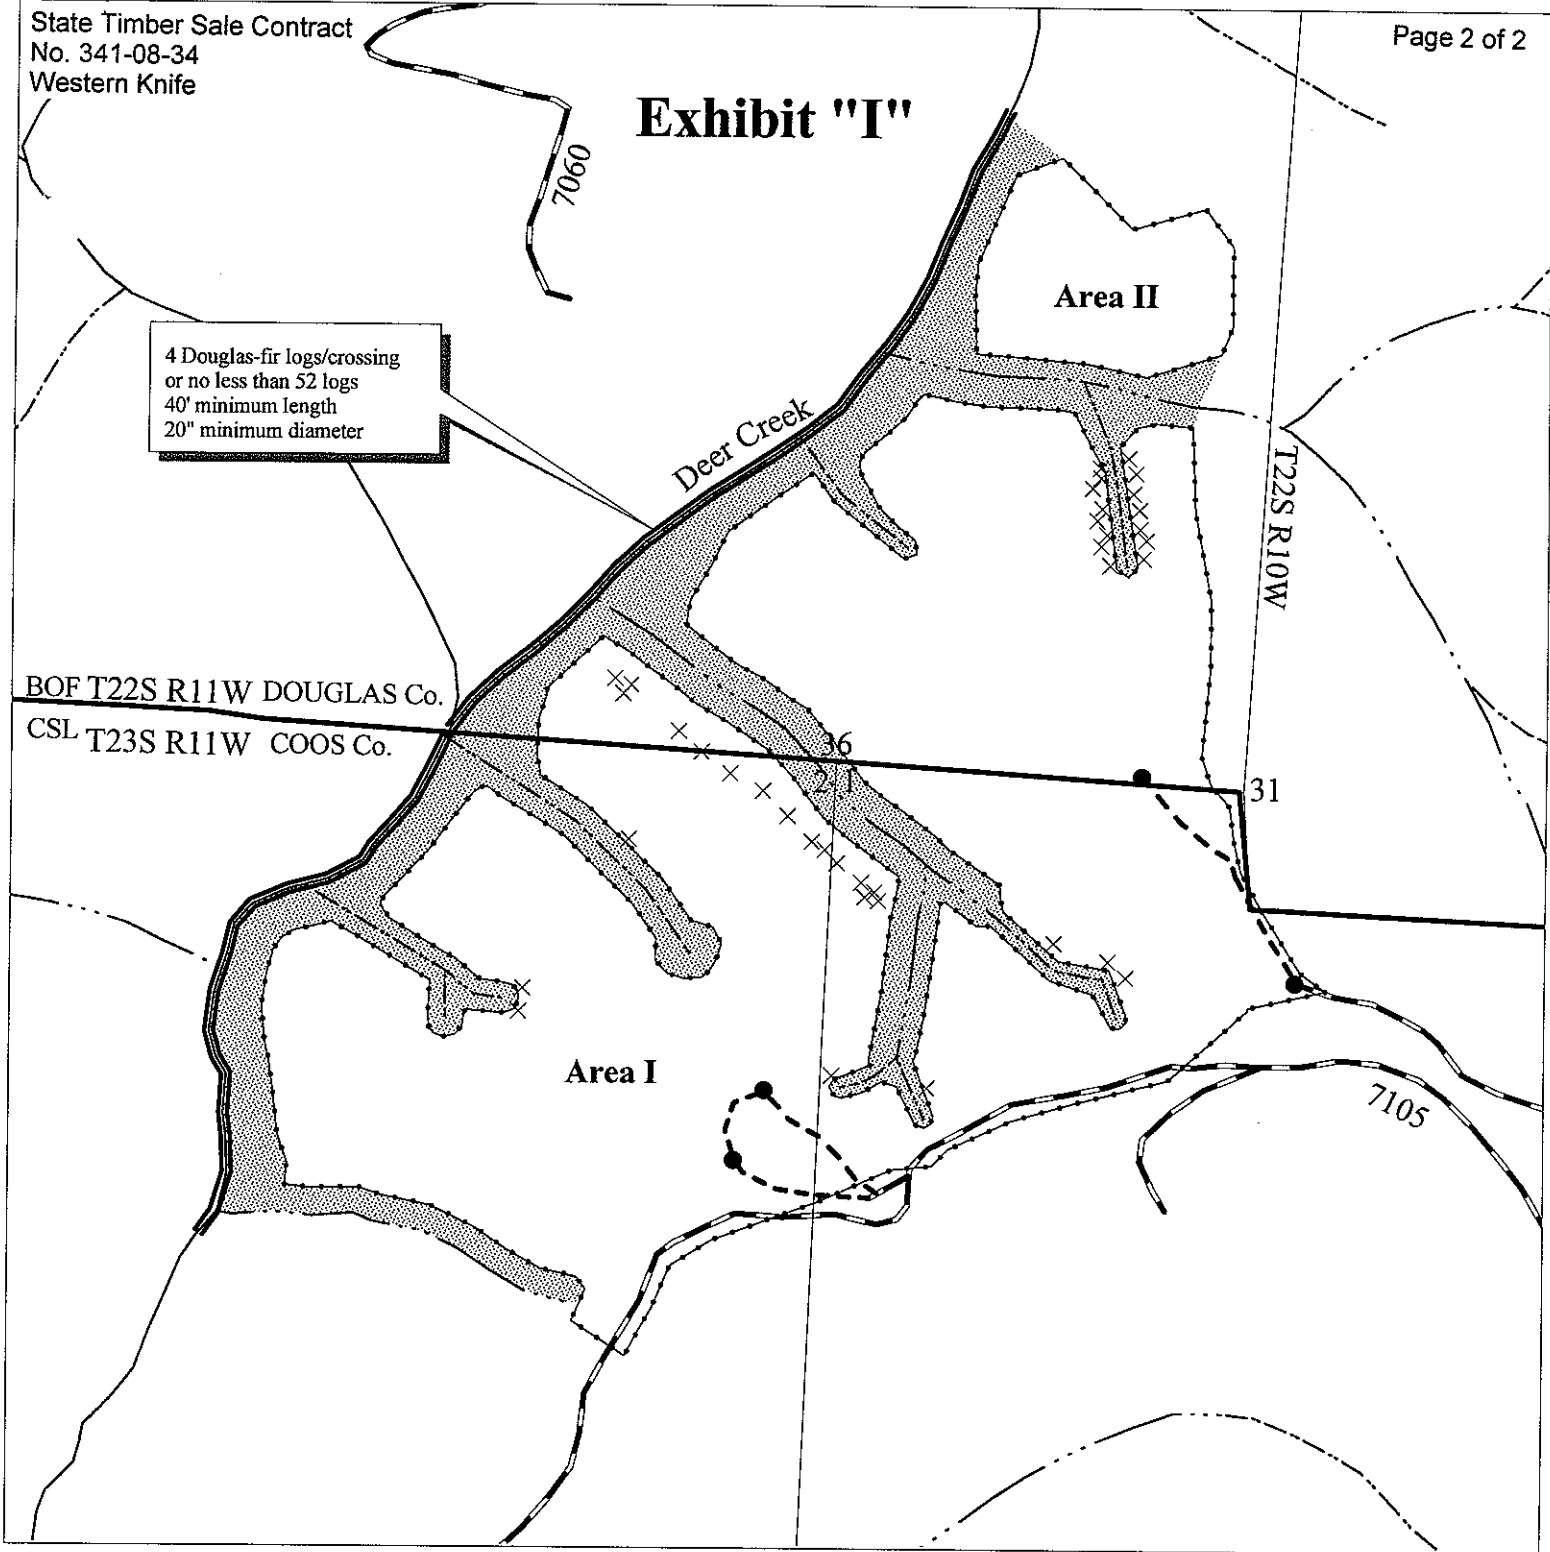 State Timber Sale Contract
No. 341-08-34
Western Knife
Page 2 of 2
Exhibit "I"
7060
Area II
4 Douglas-fir logs/crossing
or no less than 52 logs
40' minimum length
20" minimum diameter
Deer Creek
T22S R10W
BOF T22S R11W DOUGLAS Co.
CSL T23S R11W COOS Co.
36
2 1
31
Area I
7105